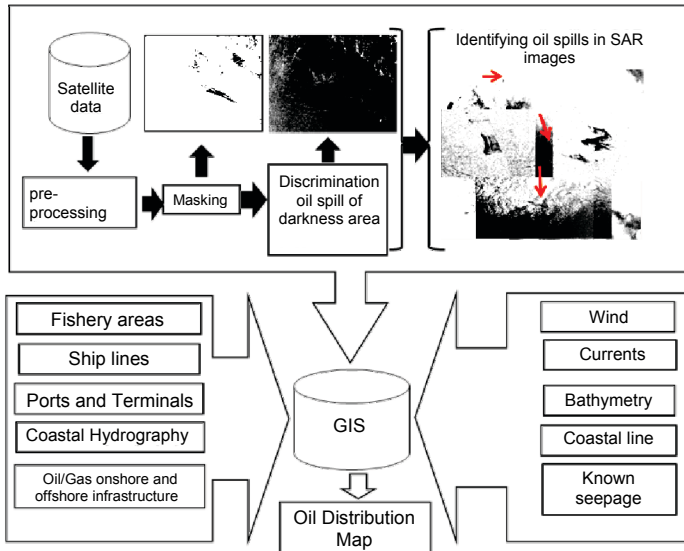 Satellite
data
pre-
processing
Masking
Discrimination
oil spill of
darkness area
Identifying oil spills in SAR
images
Fishery areas
Ship lines
Ports and Terminals
Coastal Hydrography
Oil/Gas onshore and
offshore infrastructure
GIS
Oil Distribution
Map
Wind
Currents
Bathymetry
Coastal line
Known
seepage